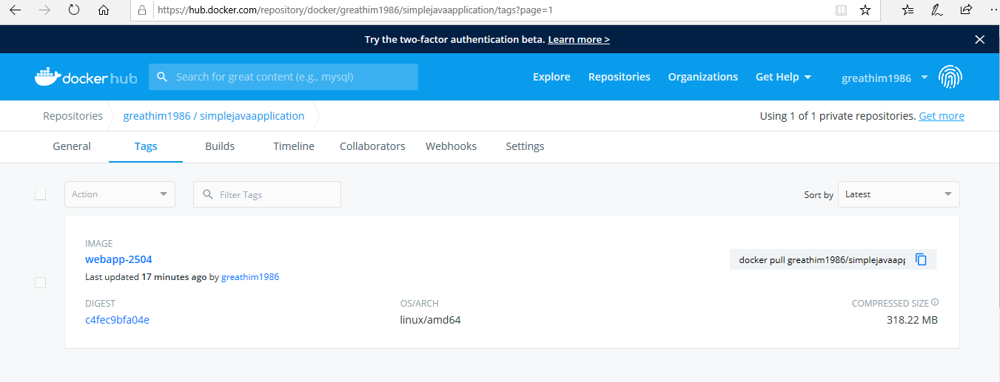 https://hub.docker.com/repository/docker/greathim1986/simplejavaapplication/tags?page=1
Try the two-factor authentication beta. Learn more >
docker hub Search for great content (e.g., mysql) Explore Repositories Organizations Get Help greathim1986
Repositories greathim1986 / simplejavaapplication Using 1 of 1 private repositories. Get more
General Tags Builds Timeline Collaborators Webhooks Settings
Action Filter Tags Sort by Latest
IMAGE
webapp-2504 docker pull greathim1986/simplejavaapp
Last updated 17 minutes ago by greathim1986
DIGEST OS/ARCH COMPRESSED SIZE
c4fec9bfa04e linux/amd64 318.22 MB